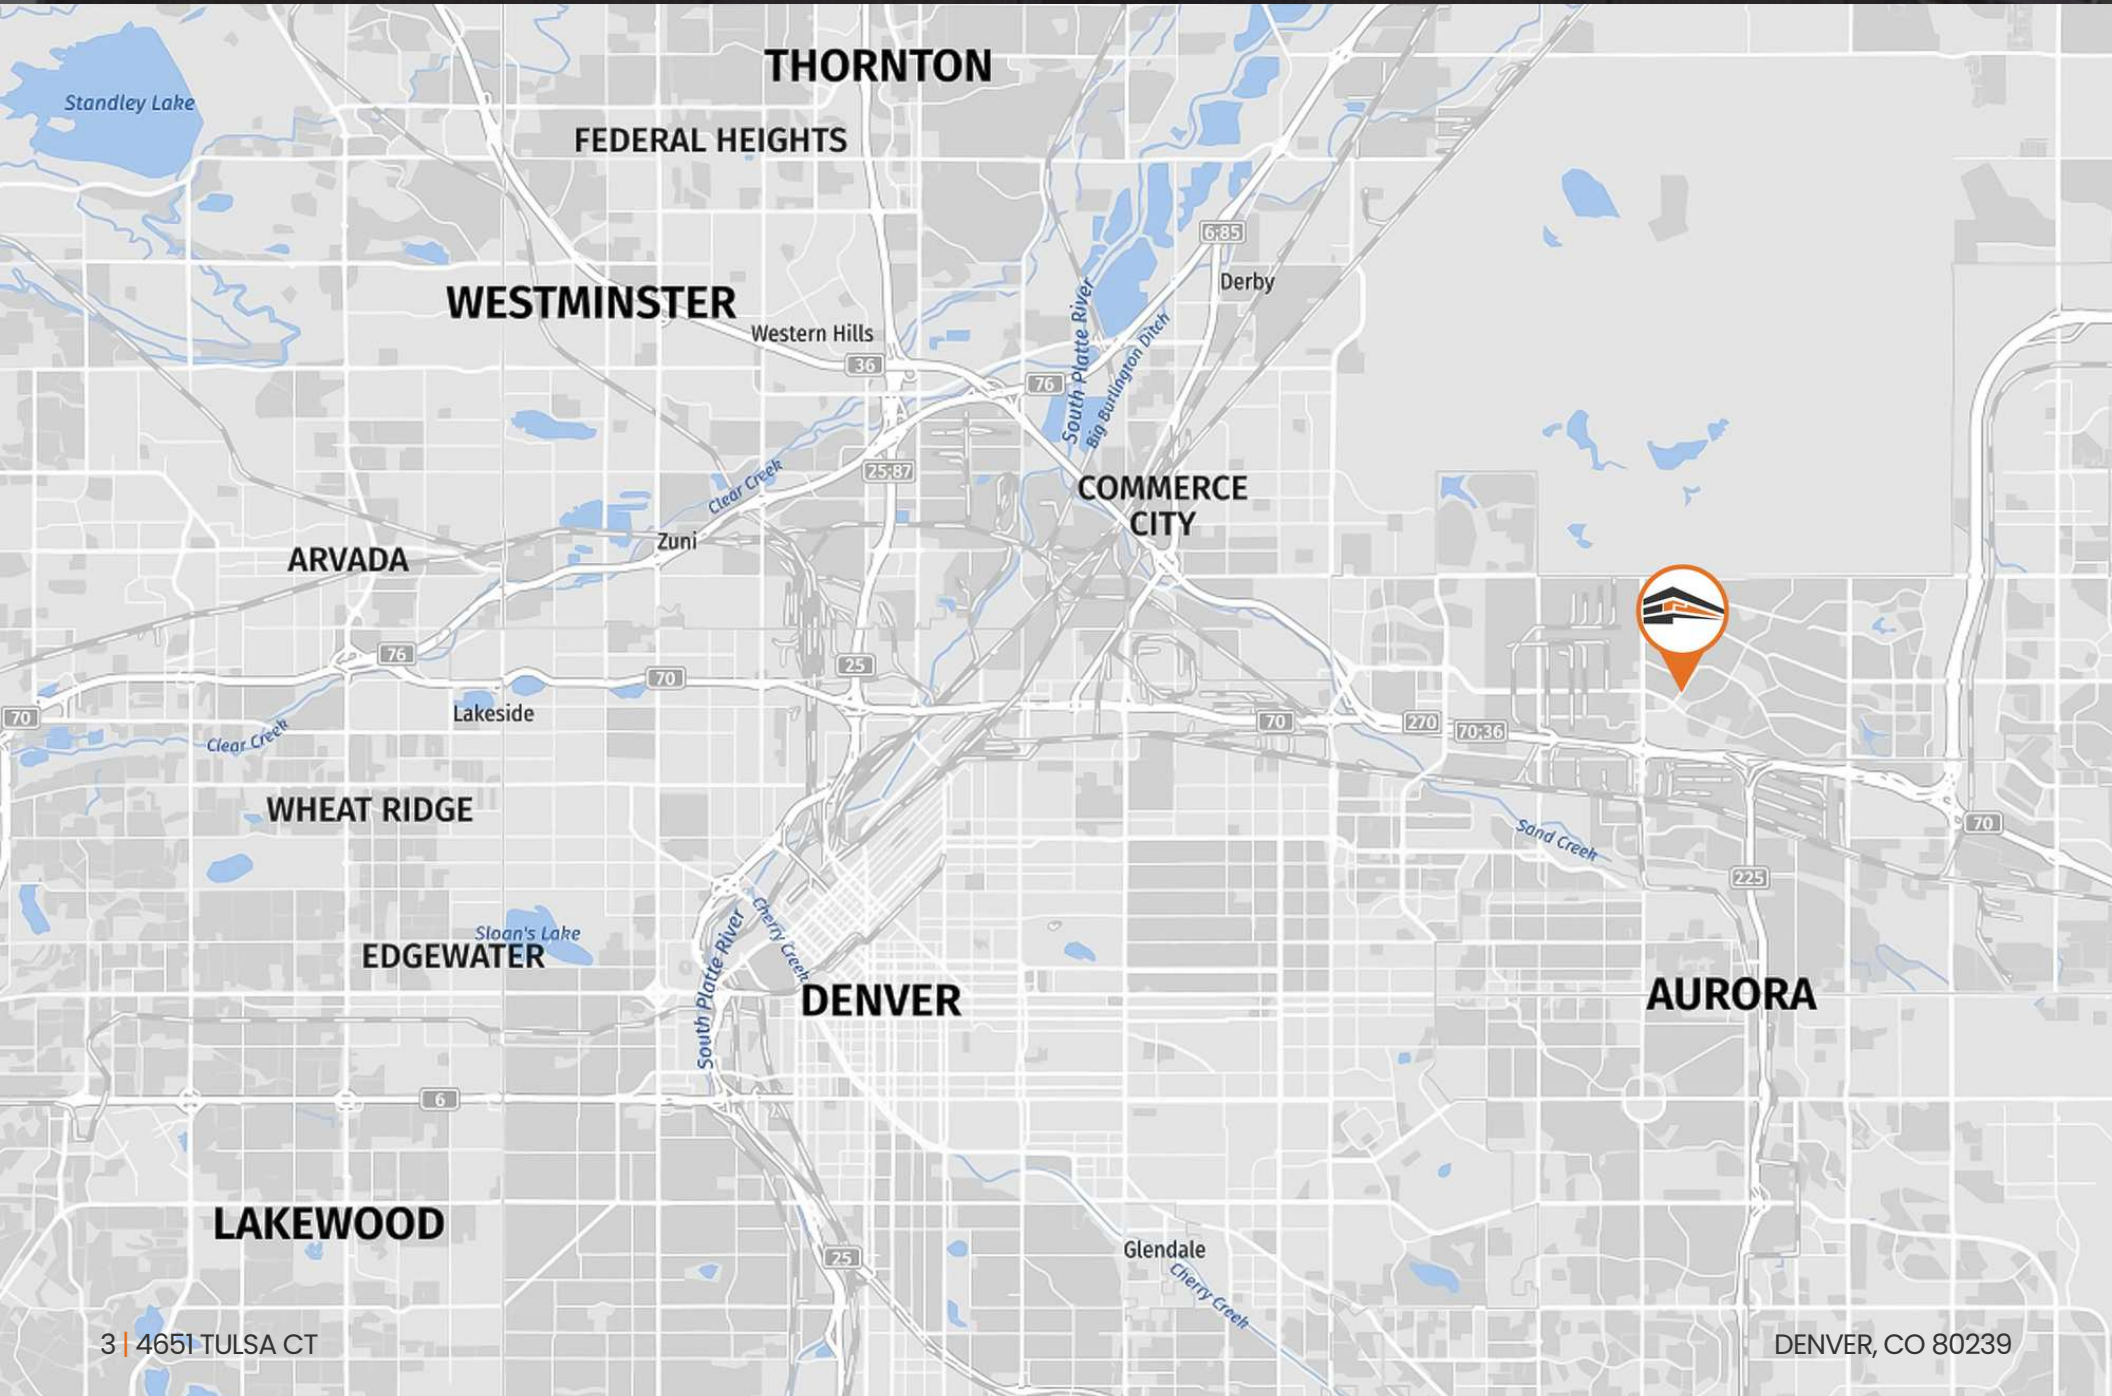 THORNTON
Standley Lake
FEDERAL HEIGHTS
6:85
Derby
WESTMINSTER
Western Hills
South Platte River
Big Burlington Ditch
36
76
25:87
Clear Creek
COMMERCE
CITY
Zuni
ARVADA
76
25
70
70
Lakeside
70
270
70:36
Clear Creek
WHEAT RIDGE
Sand Creek
70
225
Sloan's Lake
EDGEWATER
Cherry Creek
South Platte River
DENVER
AURORA
6
LAKEWOOD
25
Glendale
Cherry Creek
3 | 4651 TULSA CT
DENVER, CO 80239